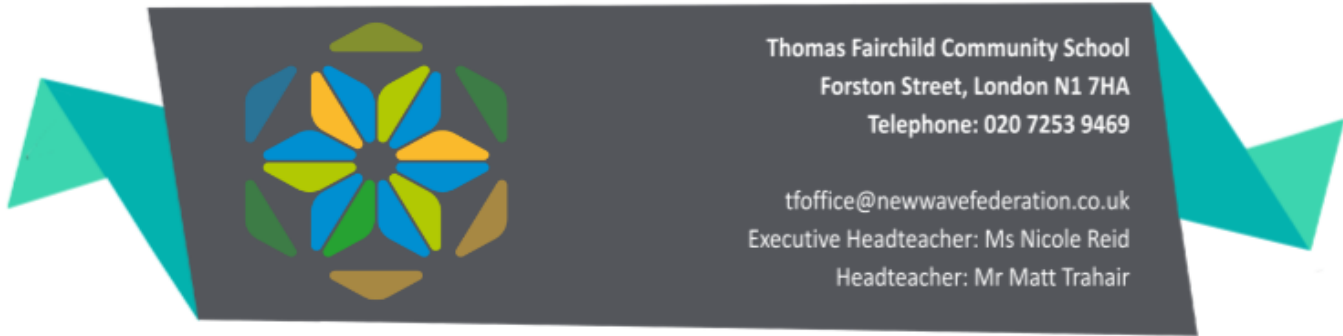 Thomas Fairchild Community School
Forston Street, London N1 7HA
Telephone: 020 7253 9469
tfoffice@newwavefederation.co.uk
Executive Headteacher: Ms Nicole Reid
Headteacher: Mr Matt Trahair